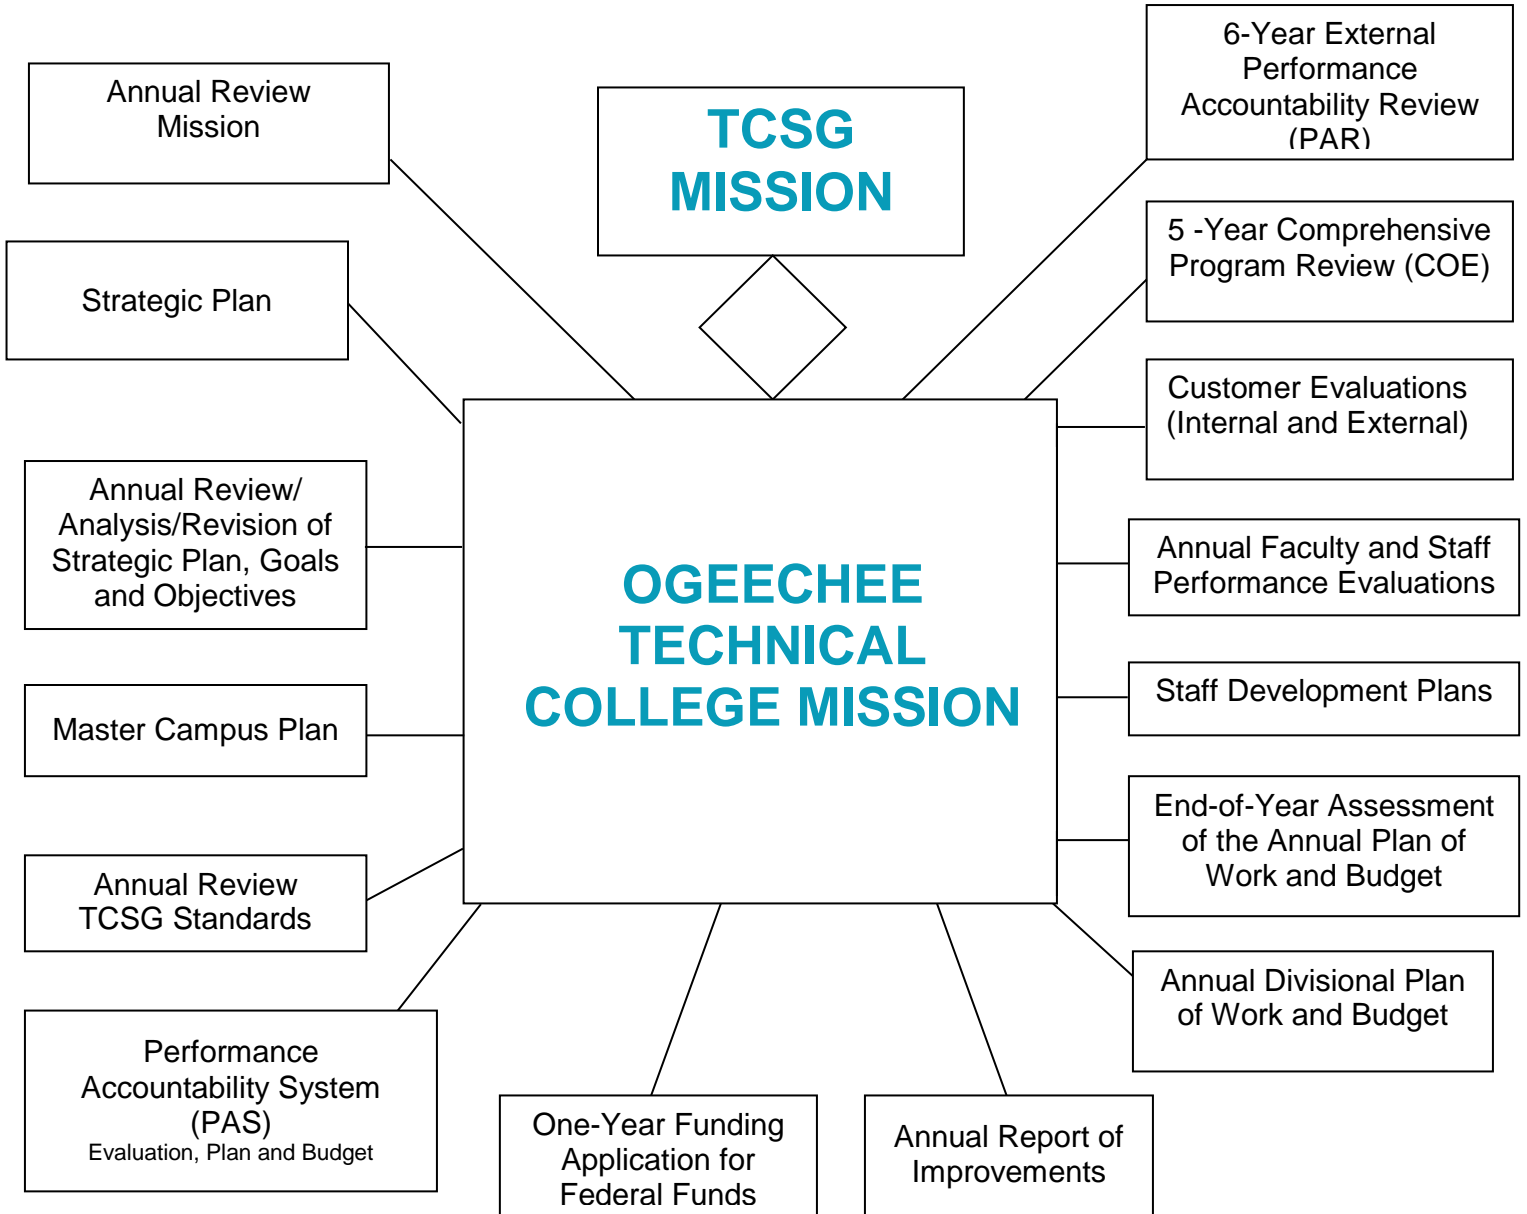 Annual Review
Mission
TCSG
MISSION
6-Year External
Performance
Accountability Review
(PAR)
Strategic Plan
5 -Year Comprehensive
Program Review (COE)
Customer Evaluations
(Internal and External)
Annual Review/
Analysis/Revision of
Strategic Plan, Goals
and Objectives
OGEECHEE
TECHNICAL
COLLEGE MISSION
Annual Faculty and Staff
Performance Evaluations
Master Campus Plan
Staff Development Plans
End-of-Year Assessment
of the Annual Plan of
Work and Budget
Annual Review
TCSG Standards
Annual Divisional Plan
of Work and Budget
Performance
Accountability System
(PAS)
Evaluation, Plan and Budget
One-Year Funding
Application for
Federal Funds
Annual Report of
Improvements